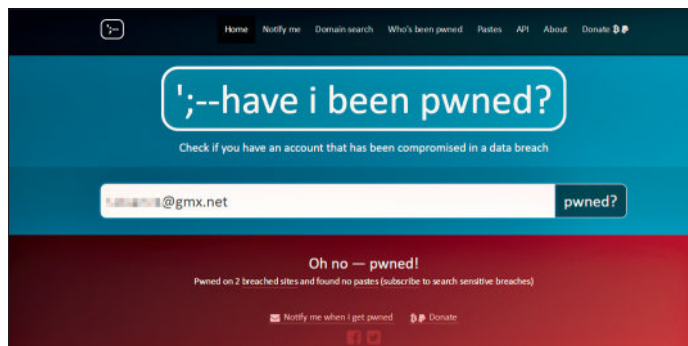 ';--
Home Notify me Domain search Who's been pwned Pastes API About Donate
';--have i been pwned?
Check if you have an account that has been compromised in a data breach
@gmx.net pwned?
Oh no — pwned!
Pwned on 2 breached sites and found no pastes (subscribe to search sensitive breaches)
Notify me when I get pwned Donate